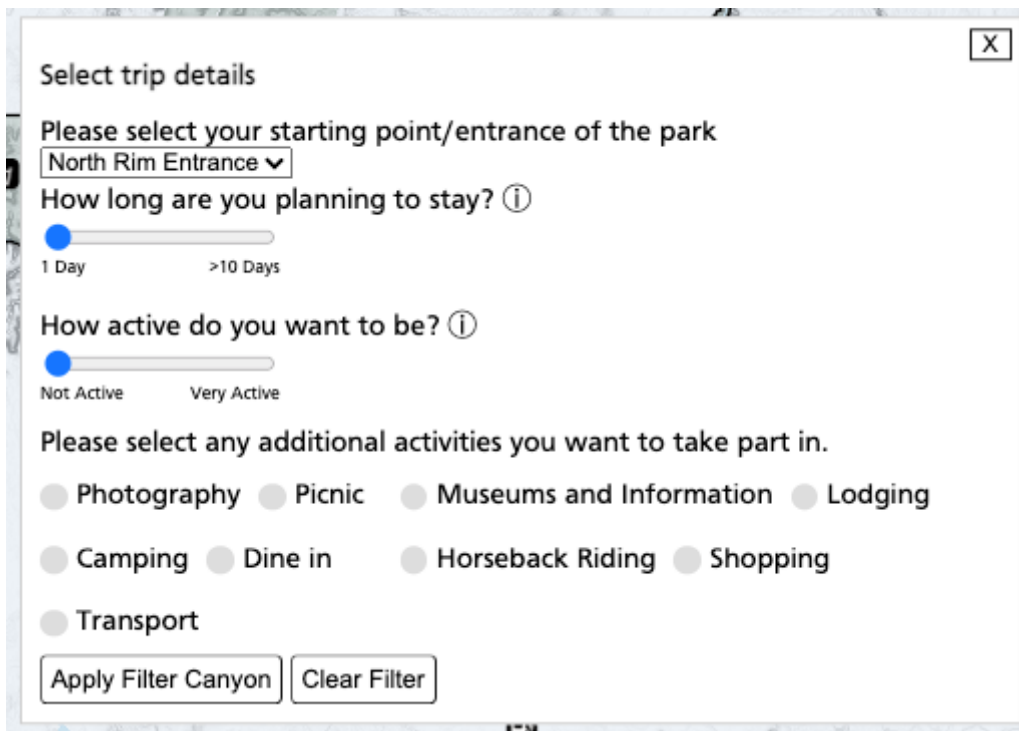 X
Select trip details
Please select your starting point/entrance of the park
North Rim Entrance
How long are you planning to stay? ⓘ
1 Day >10 Days
How active do you want to be? ⓘ
Not Active Very Active
Please select any additional activities you want to take part in.
Photography Picnic Museums and Information Lodging
Camping Dine in Horseback Riding Shopping
Transport
Apply Filter Canyon Clear Filter